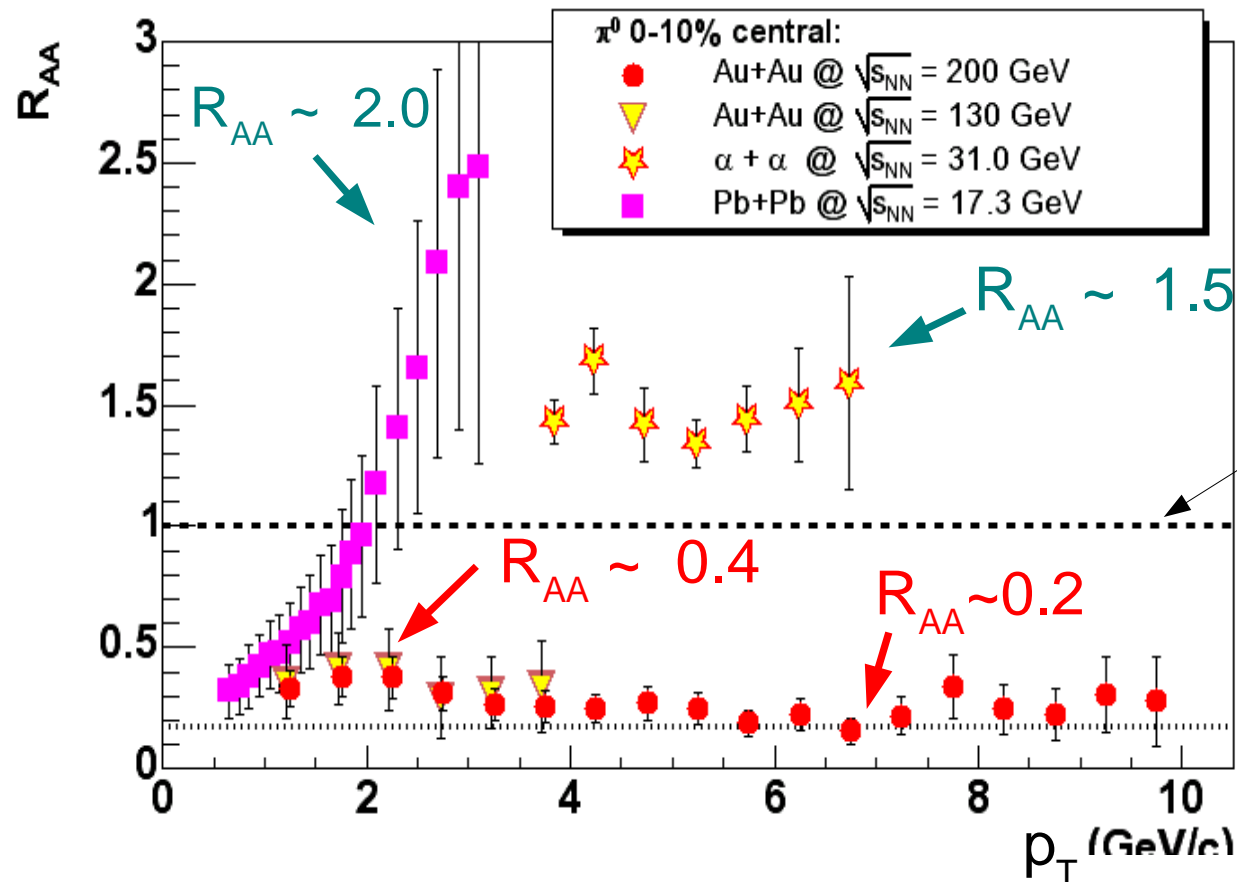 R_AA
3
2.5
2
1.5
1
0.5
0
0 2 4 6 8 10
p_T (GeV/c)
π⁰ 0-10% central:
Au+Au @ √s_NN = 200 GeV
Au+Au @ √s_NN = 130 GeV
α + α @ √s_NN = 31.0 GeV
Pb+Pb @ √s_NN = 17.3 GeV
R_AA ~ 2.0
R_AA ~ 1.5
R_AA ~ 0.4
R_AA~0.2